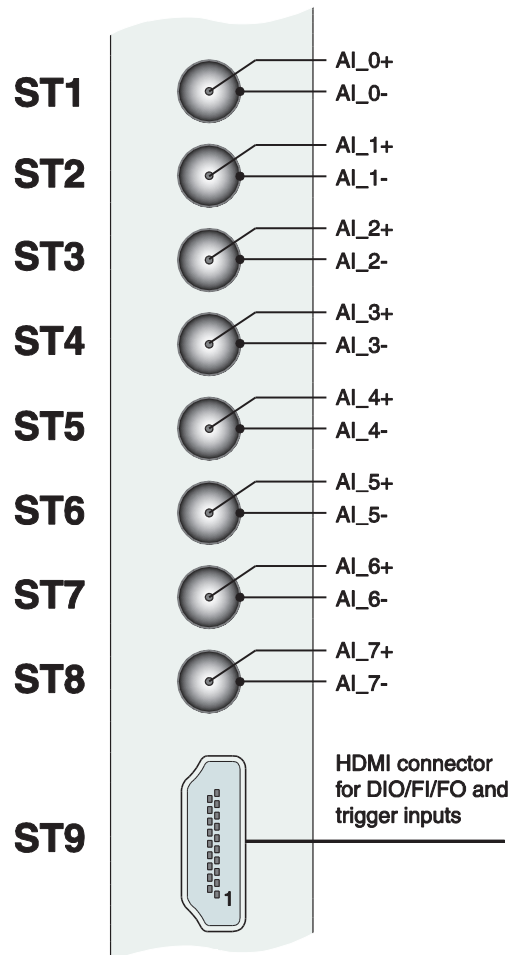 ST1
AI_0+
AI_0-
ST2
AI_1+
AI_1-
ST3
AI_2+
AI_2-
ST4
AI_3+
AI_3-
ST5
AI_4+
AI_4-
ST6
AI_5+
AI_5-
ST7
AI_6+
AI_6-
ST8
AI_7+
AI_7-
ST9
HDMI connector
for DIO/FI/FO and
trigger inputs
1